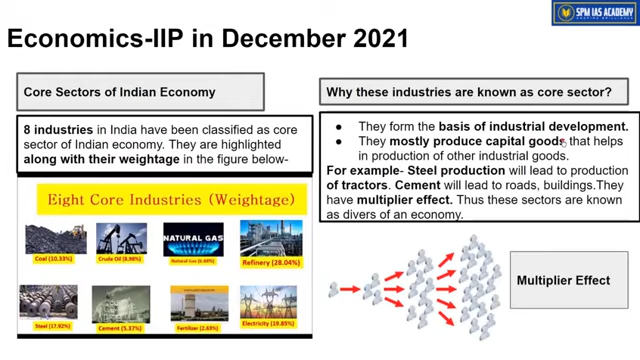 SPM IAS ACADEMY
Economics-IIP in December 2021
Core Sectors of Indian Economy
8 industries in India have been classified as core
sector of Indian economy. They are highlighted
along with their weightage in the figure below-
Eight Core Industries (Weightage)
NATURAL GAS
Coal (10.33%)
Crude Oil (8.98%)
Natural Gas (6.88%)
Refinery (28.04%)
Steel (17.92%)
Cement (5.37%)
Fertilizer (2.63%)
Electricity (19.85%)
Why these industries are known as core sector?
● They form the basis of industrial development.
● They mostly produce capital goods that helps
in production of other industrial goods.
For example- Steel production will lead to production
of tractors. Cement will lead to roads, buildings.They
have multiplier effect. Thus these sectors are known
as divers of an economy.
Multiplier Effect